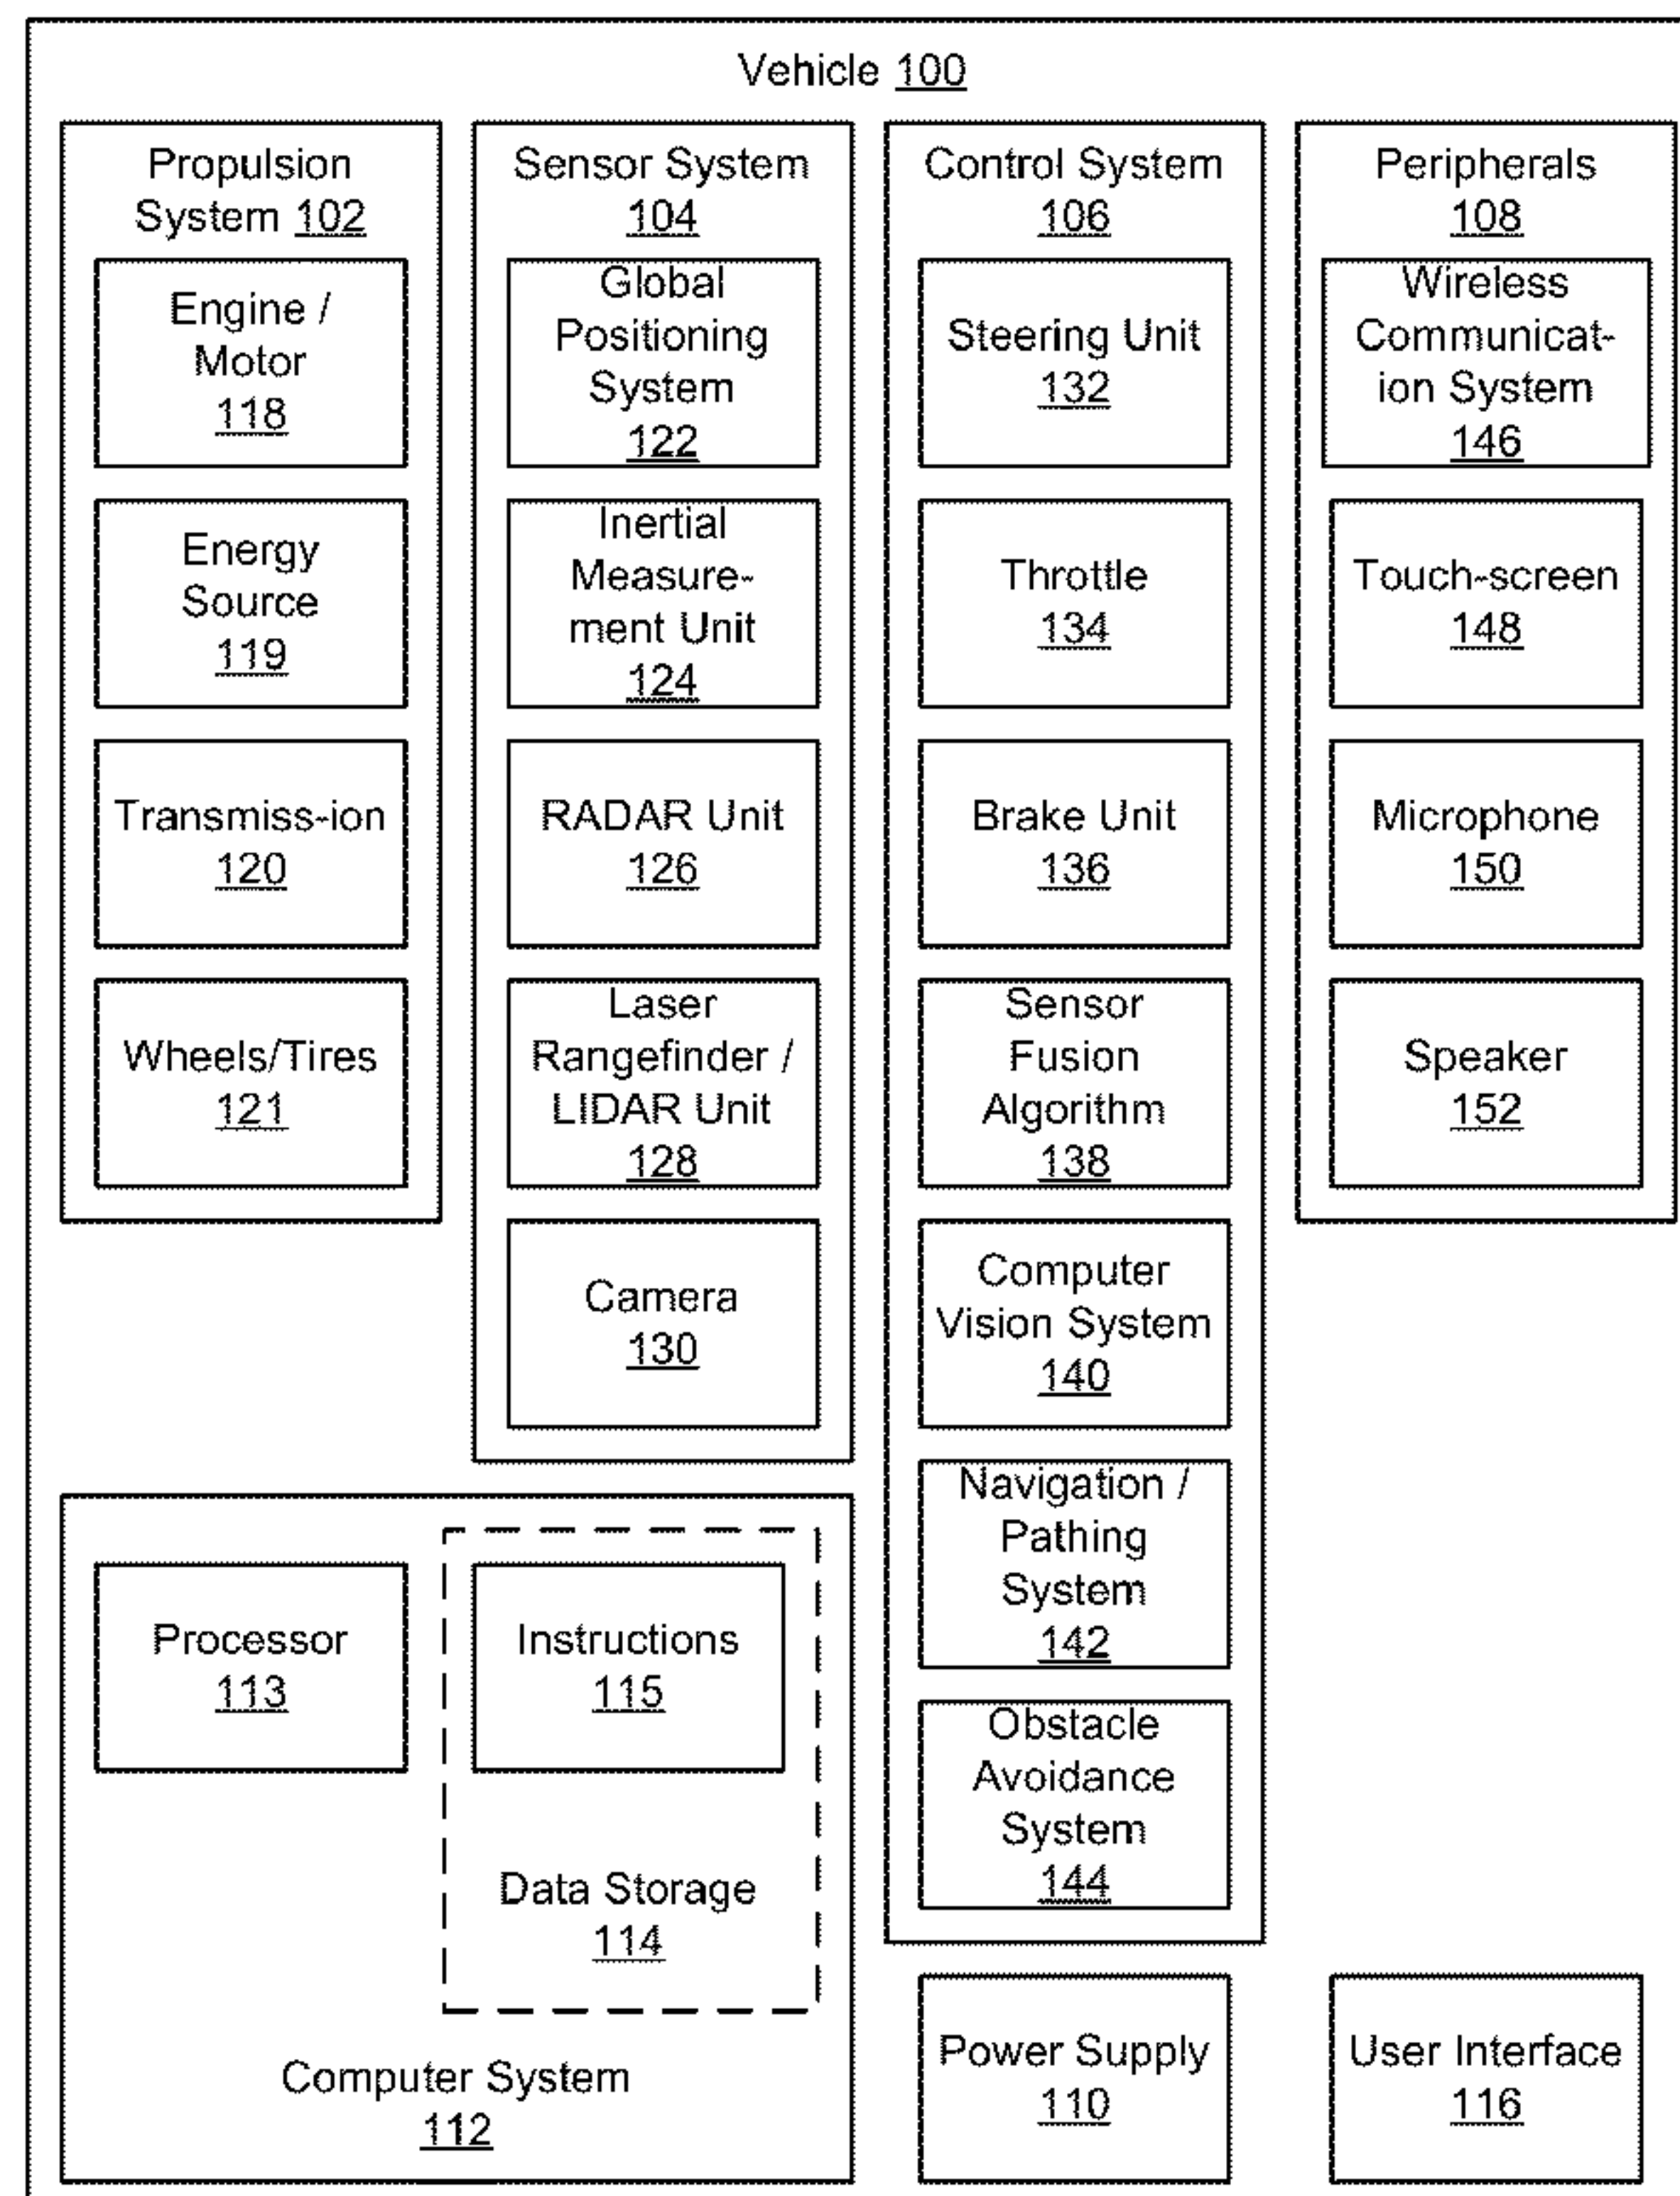 Vehicle 100
Propulsion
System 102
Engine /
Motor
118
Energy
Source
119
Transmiss-ion
120
Wheels/Tires
121
Sensor System
104
Global
Positioning
System
122
Inertial
Measure-
ment Unit
124
RADAR Unit
126
Laser
Rangefinder /
LIDAR Unit
128
Camera
130
Control System
106
Steering Unit
132
Throttle
134
Brake Unit
136
Sensor
Fusion
Algorithm
138
Computer
Vision System
140
Navigation /
Pathing
System
142
Obstacle
Avoidance
System
144
Peripherals
108
Wireless
Communicat-
ion System
146
Touch-screen
148
Microphone
150
Speaker
152
Processor
113
Instructions
115
Data Storage
114
Computer System
112
Power Supply
110
User Interface
116